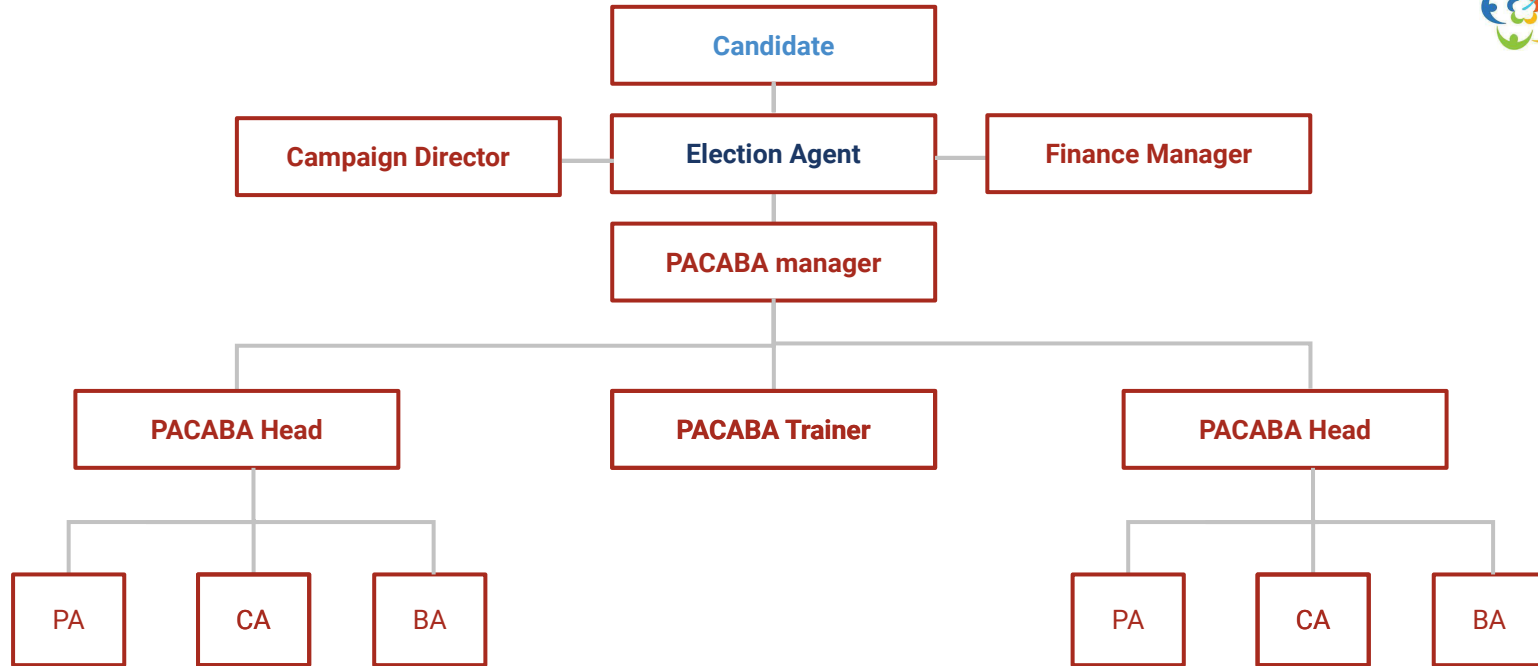 Candidate
Campaign Director
Election Agent
Finance Manager
PACABA manager
PACABA Head
PACABA Trainer
PACABA Head
PA
CA
BA
PA
CA
BA